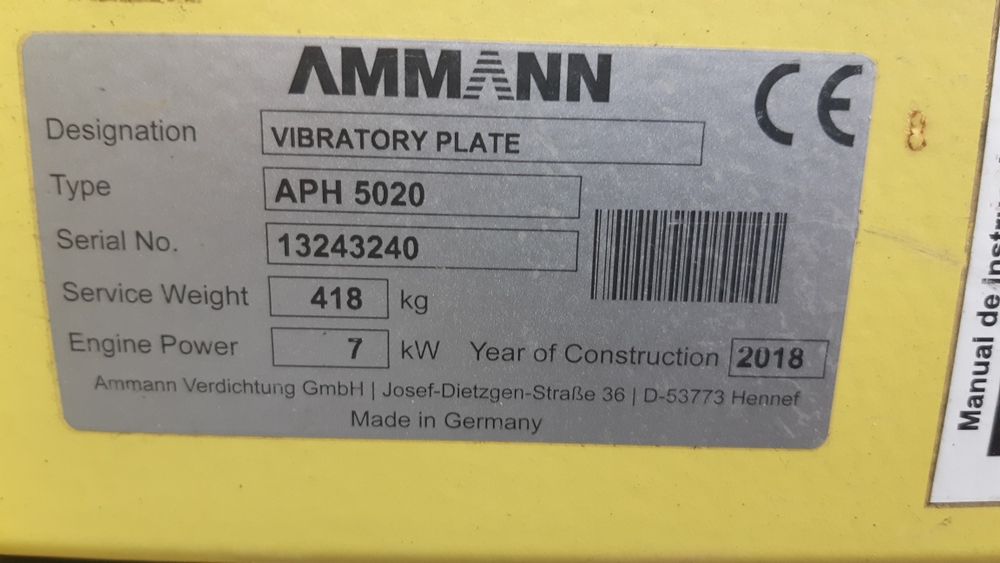 AMMANN
CE
Designation VIBRATORY PLATE
Type APH 5020
Serial No. 13243240
Service Weight 418 kg
Engine Power 7 kW Year of Construction 2018
Ammann Verdichtung GmbH | Josef-Dietzgen-Straße 36 | D-53773 Hennef
Made in Germany
Manual de